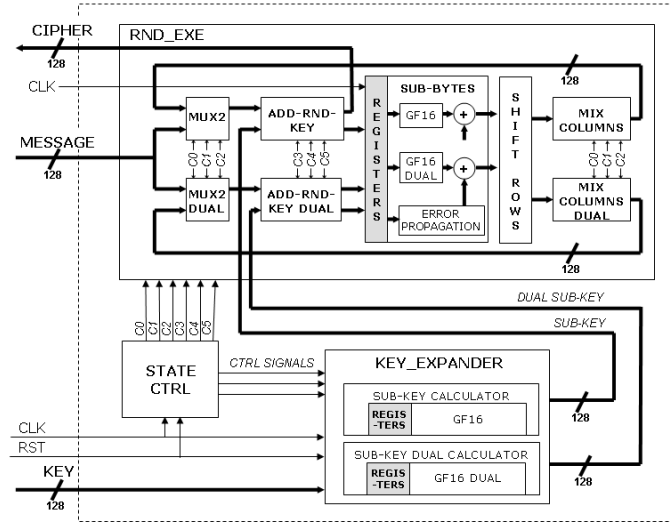 CIPHER
128
RND_EXE
128
CLK
SUB-BYTES
MUX2
ADD-RND-
KEY
REGISTERS
GF16
+
SHIFT ROWS
MIX
COLUMNS
MESSAGE
128
C0 C1 C2
C3 C4 C5
C0 C1 C2
GF16
DUAL
+
MUX2
DUAL
ADD-RND-
KEY DUAL
ERROR
PROPAGATION
MIX
COLUMNS
DUAL
128
C0 C1 C2 C3 C4 C5
DUAL SUB-KEY
SUB-KEY
STATE
CTRL
CTRL SIGNALS
KEY_EXPANDER
SUB-KEY CALCULATOR
REGIS
-TERS
GF16
128
CLK
RST
SUB-KEY DUAL CALCULATOR
REGIS
-TERS
GF16 DUAL
128
KEY
128